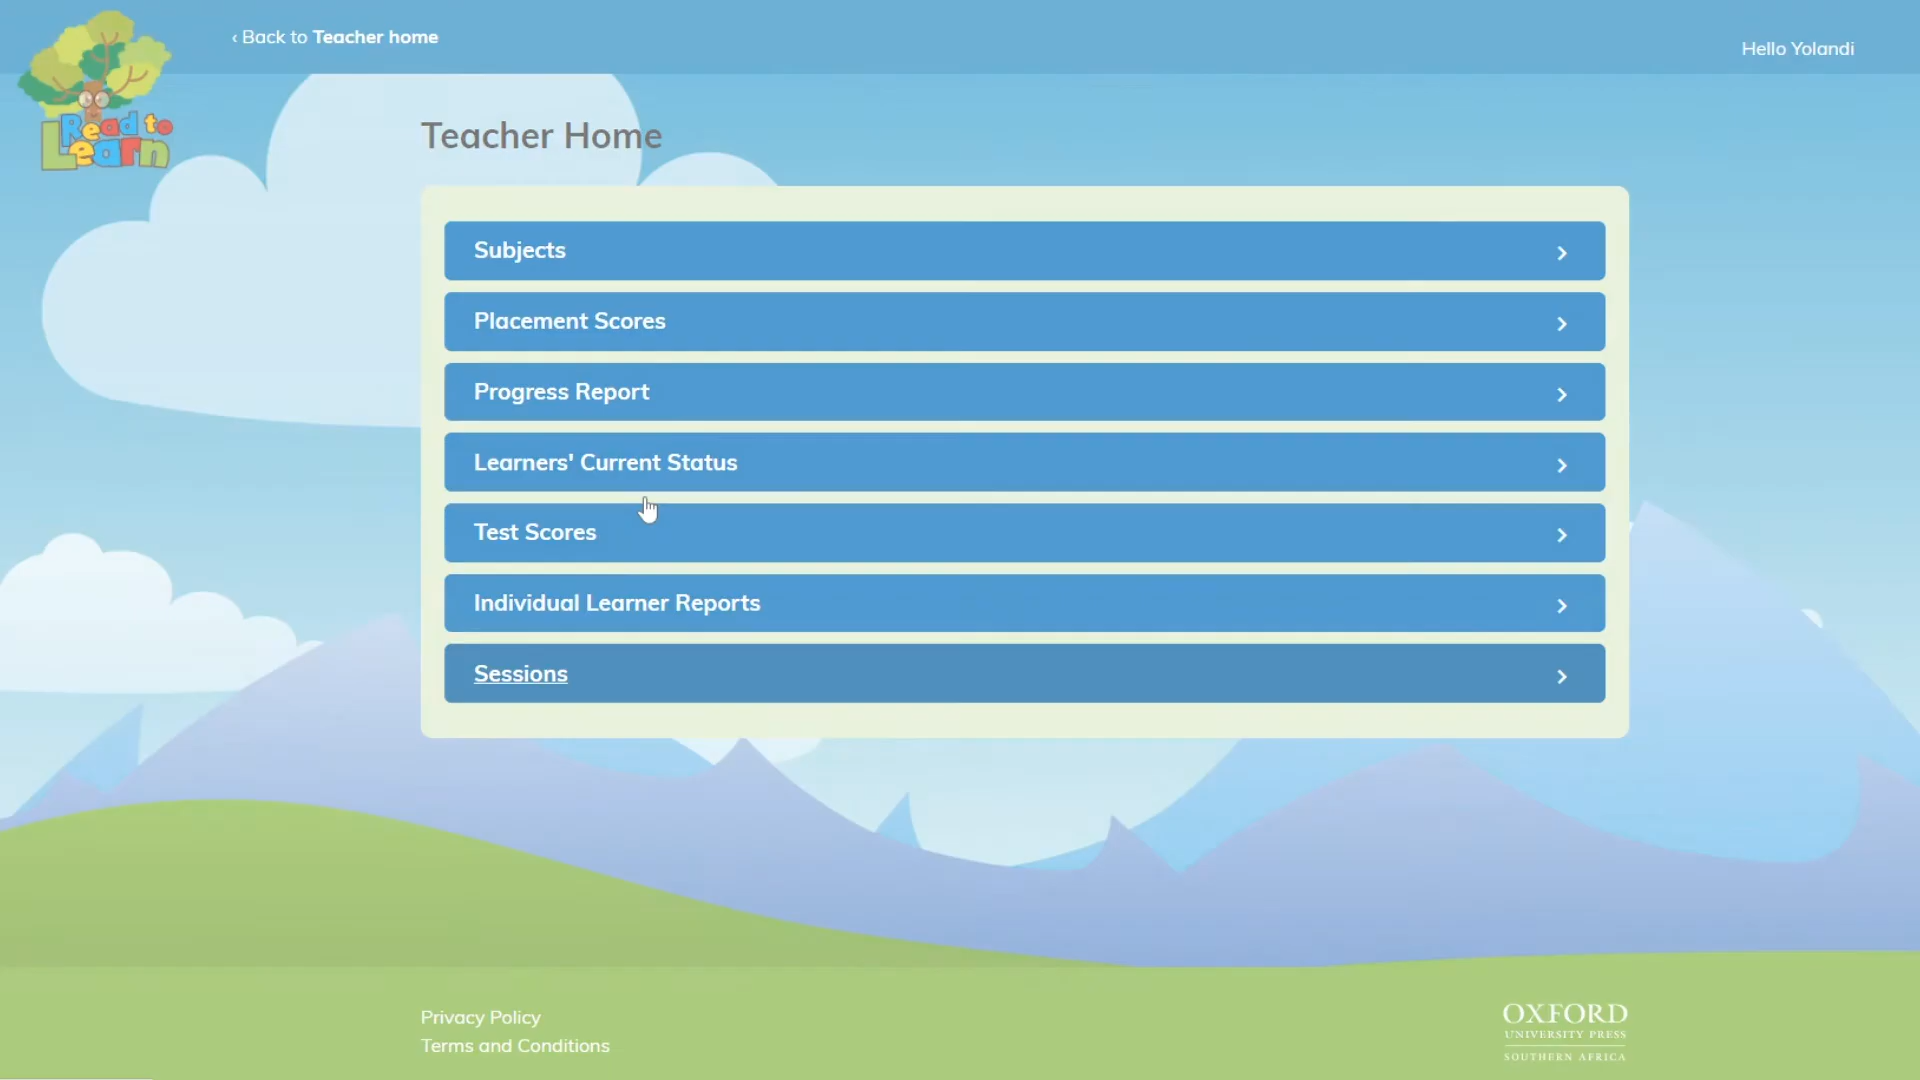 ‹ Back to Teacher home
Hello Yolandi
Read to
Learn
Teacher Home
Subjects
Placement Scores
Progress Report
Learners' Current Status
Test Scores
Individual Learner Reports
Sessions
Privacy Policy
Terms and Conditions
OXFORD
UNIVERSITY PRESS
SOUTHERN AFRICA